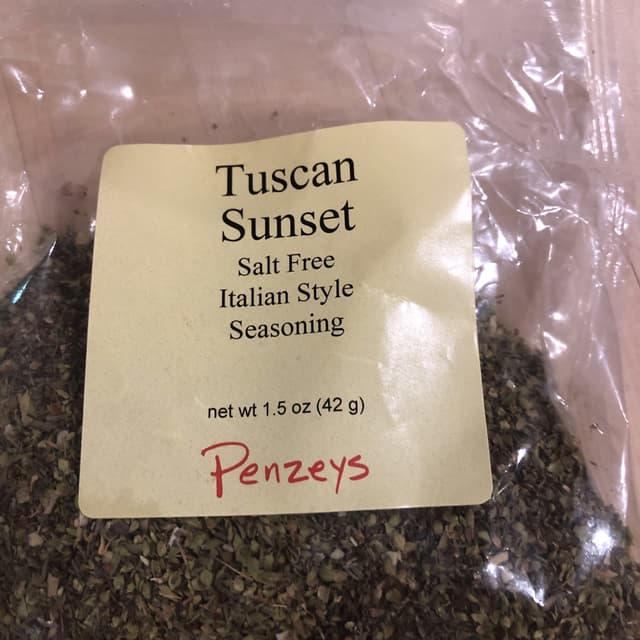 Tuscan
Sunset
Salt Free
Italian Style
Seasoning
net wt 1.5 oz (42 g)
Penzeys